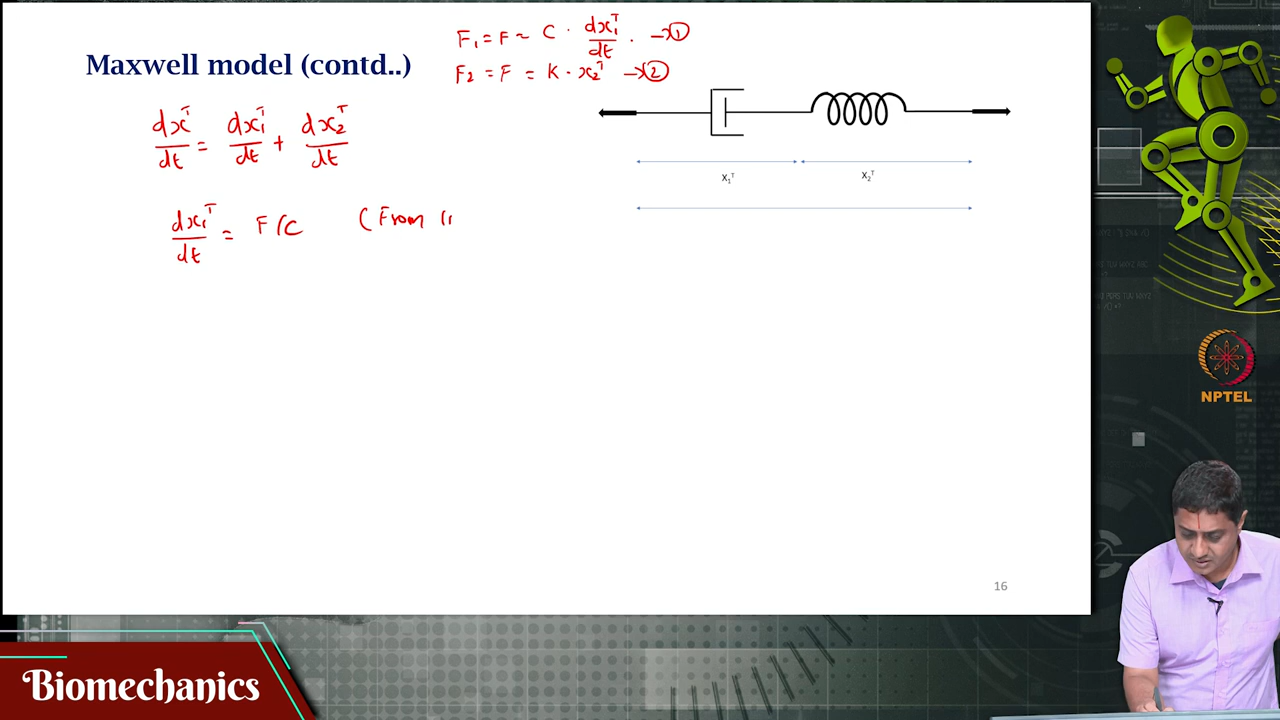 F₁ = F = C · dx₁ᵀ/dt · → ①
Maxwell model (contd..)
F₂ = F = K · x₂ᵀ → ②
dxᵀ/dt = dx₁ᵀ/dt + dx₂ᵀ/dt
X₁ᵀ X₂ᵀ
dx₁ᵀ/dt = F/C (From (1
NPTEL
16
Biomechanics